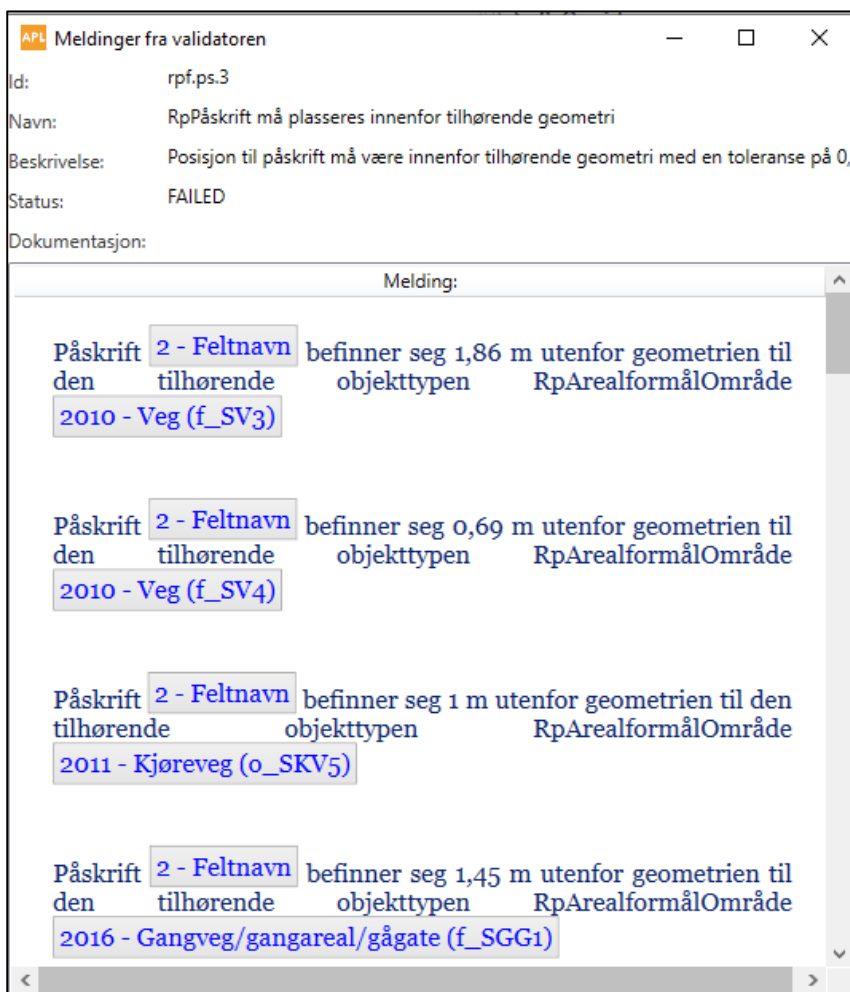 APL Meldinger fra validatoren
Id: rpf.ps.3
Navn: RpPåskrift må plasseres innenfor tilhørende geometri
Beskrivelse: Posisjon til påskrift må være innenfor tilhørende geometri med en toleranse på 0,
Status: FAILED
Dokumentasjon:
Melding:
Påskrift 2 - Feltnavn befinner seg 1,86 m utenfor geometrien til
den tilhørende objekttypen RpArealformålOmråde
2010 - Veg (f_SV3)
Påskrift 2 - Feltnavn befinner seg 0,69 m utenfor geometrien til
den tilhørende objekttypen RpArealformålOmråde
2010 - Veg (f_SV4)
Påskrift 2 - Feltnavn befinner seg 1 m utenfor geometrien til den
tilhørende objekttypen RpArealformålOmråde
2011 - Kjøreveg (o_SKV5)
Påskrift 2 - Feltnavn befinner seg 1,45 m utenfor geometrien til
den tilhørende objekttypen RpArealformålOmråde
2016 - Gangveg/gangareal/gågate (f_SGG1)